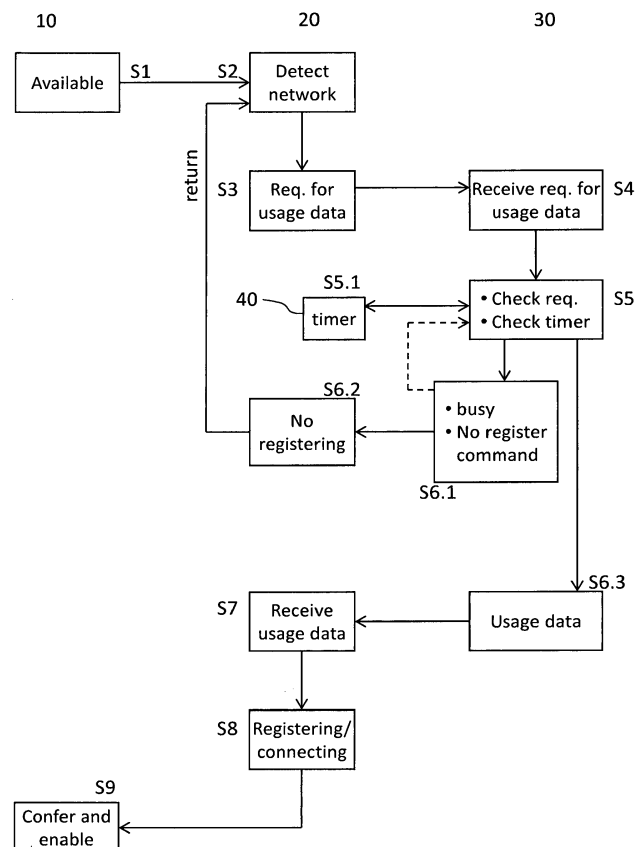 10 20 30
Available
S1
S2
Detect
network
return
S3
Req. for
usage data
Receive req. for
usage data
S4
S5.1
40
timer
• Check req.
• Check timer
S5
S6.2
No
registering
• busy
• No register
command
S6.1
S6.3
S7
Receive
usage data
Usage data
S8
Registering/
connecting
S9
Confer and
enable